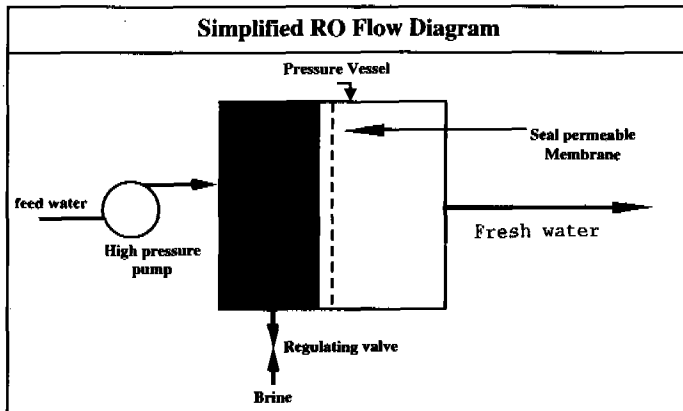 Simplified RO Flow Diagram
Pressure Vessel
Seal permeable
Membrane
feed water
High pressure
pump
Fresh water
Regulating valve
Brine